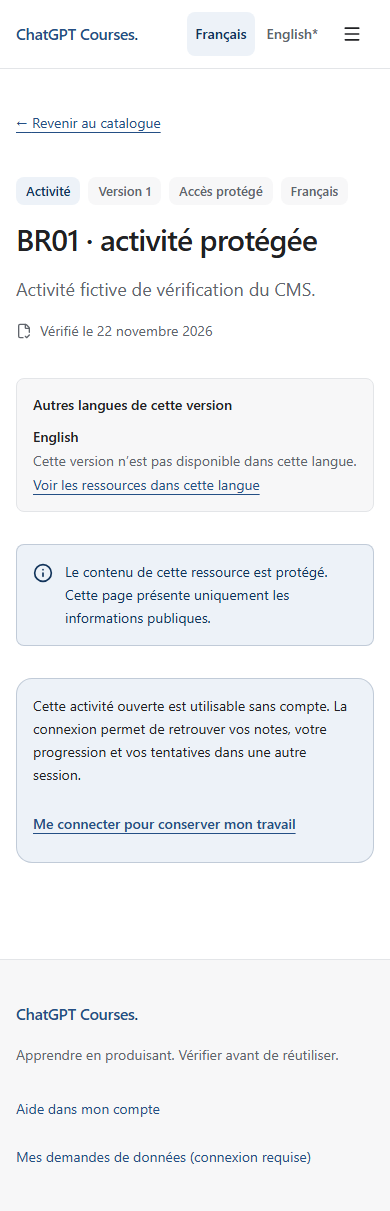 ChatGPT Courses.
Français
English*
← Revenir au catalogue
Activité
Version 1
Accès protégé
Français
BR01 · activité protégée
Activité fictive de vérification du CMS.
Vérifié le 22 novembre 2026
Autres langues de cette version
English
Cette version n’est pas disponible dans cette langue.
Voir les ressources dans cette langue
Le contenu de cette ressource est protégé.
Cette page présente uniquement les
informations publiques.
Cette activité ouverte est utilisable sans compte. La
connexion permet de retrouver vos notes, votre
progression et vos tentatives dans une autre
session.
Me connecter pour conserver mon travail
ChatGPT Courses.
Apprendre en produisant. Vérifier avant de réutiliser.
Aide dans mon compte
Mes demandes de données (connexion requise)